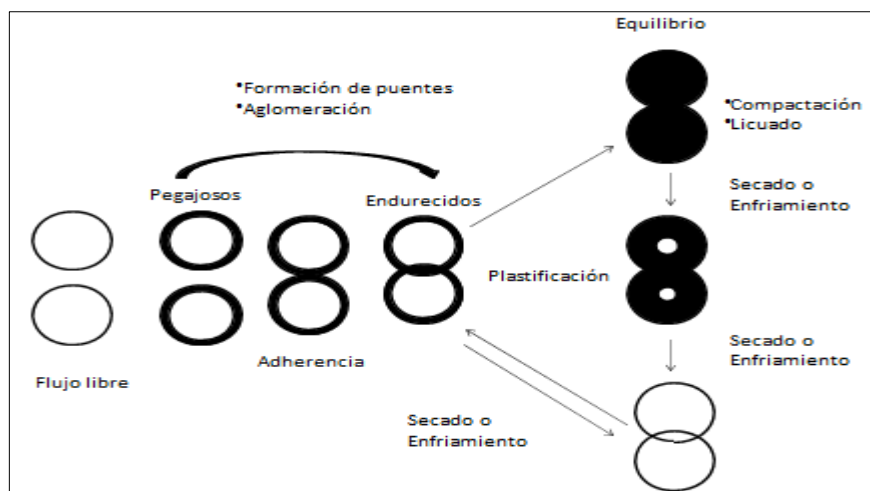 Equilibrio
•Formación de puentes
•Aglomeración
•Compactación
•Licuado
Pegajosos
Endurecidos
Secado o
Enfriamiento
Plastificación
Flujo libre
Adherencia
Secado o
Enfriamiento
Secado o
Enfriamiento